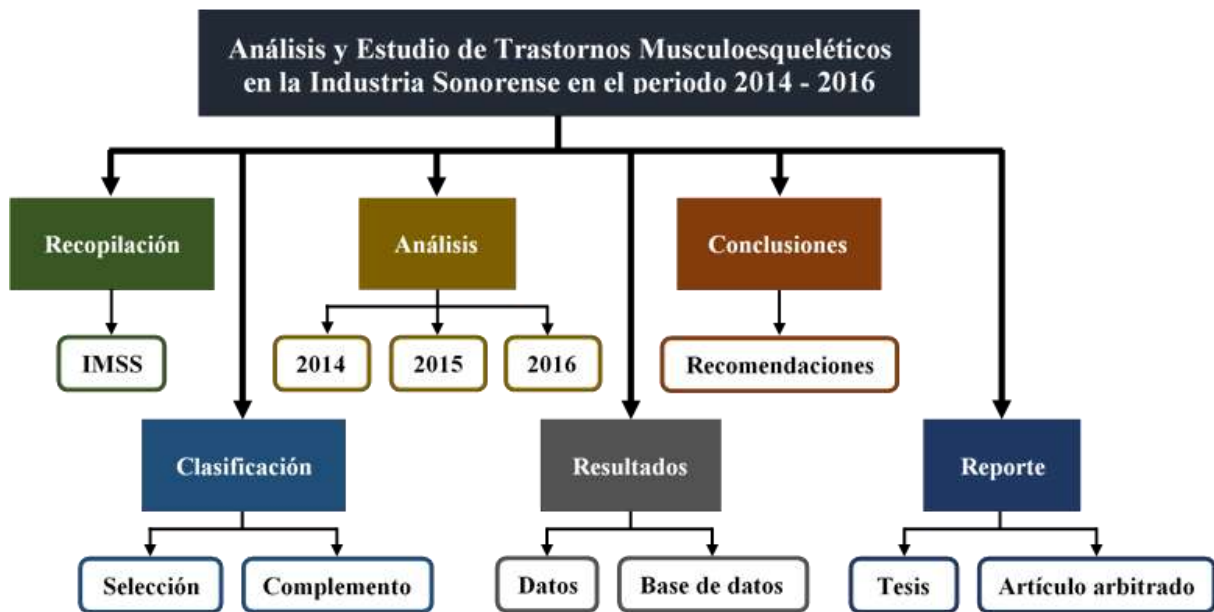 Análisis y Estudio de Trastornos Musculoesqueléticos
en la Industria Sonorense en el periodo 2014 - 2016
Recopilación
Análisis
Conclusiones
IMSS
2014
2015
2016
Recomendaciones
Clasificación
Resultados
Reporte
Selección
Complemento
Datos
Base de datos
Tesis
Artículo arbitrado